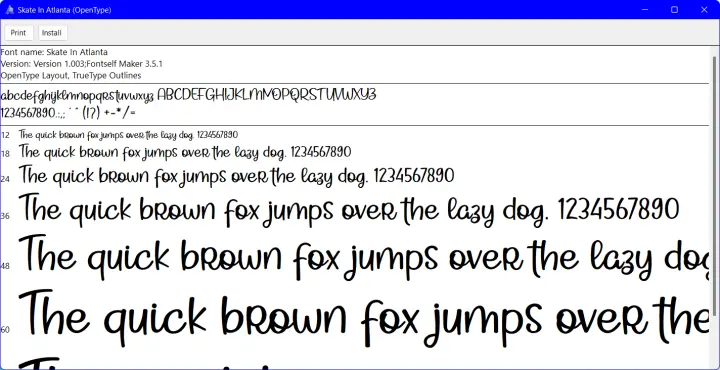 Skate In Atlanta (OpenType)
Print Install
Font name: Skate In Atlanta
Version: Version 1.003;Fontself Maker 3.5.1
OpenType Layout, TrueType Outlines
abcdefghijklmnopqrstuvwxyz ABCDEFGHIJKLMNOPQRSTUVWXYZ
1234567890.:,; ' " (!?) +-*/=
12 The quick brown fox jumps over the lazy dog. 1234567890
18 The quick brown fox jumps over the lazy dog. 1234567890
24 The quick brown fox jumps over the lazy dog. 1234567890
36 The quick brown fox jumps over the lazy dog. 1234567890
48 The quick brown fox jumps over the lazy dog
60 The quick brown fox jumps over the